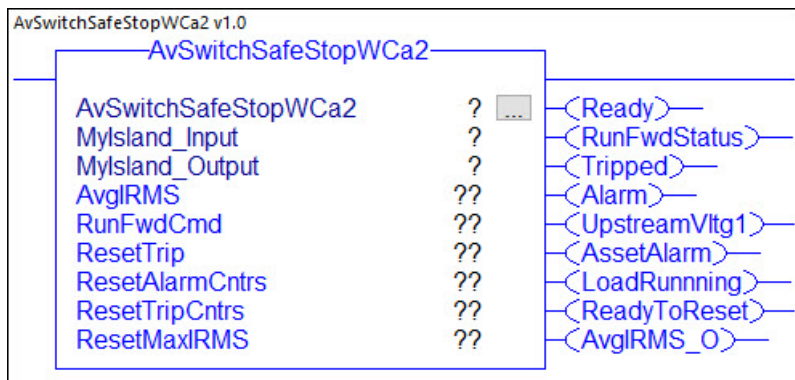 AvSwitchSafeStopWCa2 v1.0
AvSwitchSafeStopWCa2
AvSwitchSafeStopWCa2 ? ... Ready
MyIsland_Input ? RunFwdStatus
MyIsland_Output ? Tripped
AvgIRMS ?? Alarm
RunFwdCmd ?? UpstreamVltg1
ResetTrip ?? AssetAlarm
ResetAlarmCntrs ?? LoadRunnning
ResetTripCntrs ?? ReadyToReset
ResetMaxIRMS ?? AvgIRMS_O